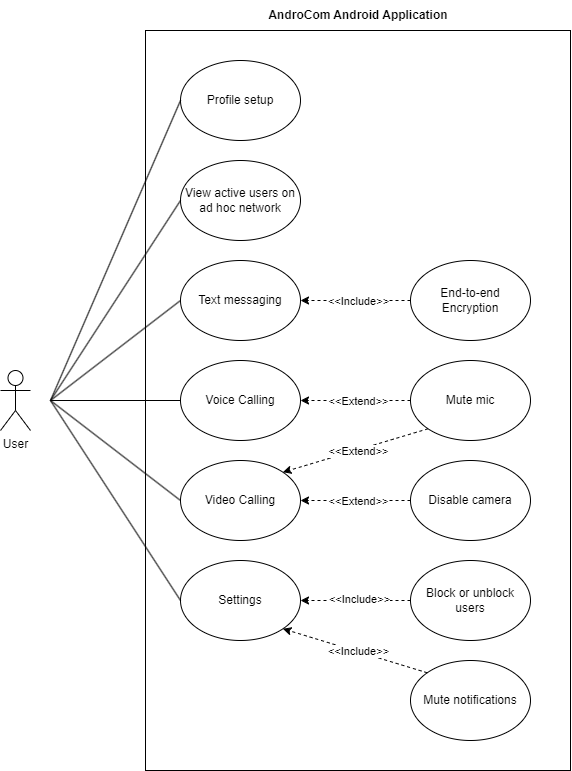 AndroCom Android Application
Profile setup
View active users on
ad hoc network
Text messaging
<<Include>>
End-to-end
Encryption
User
Voice Calling
<<Extend>>
Mute mic
<<Extend>>
Video Calling
<<Extend>>
Disable camera
Settings
<<Include>>
Block or unblock
users
<<Include>>
Mute notifications